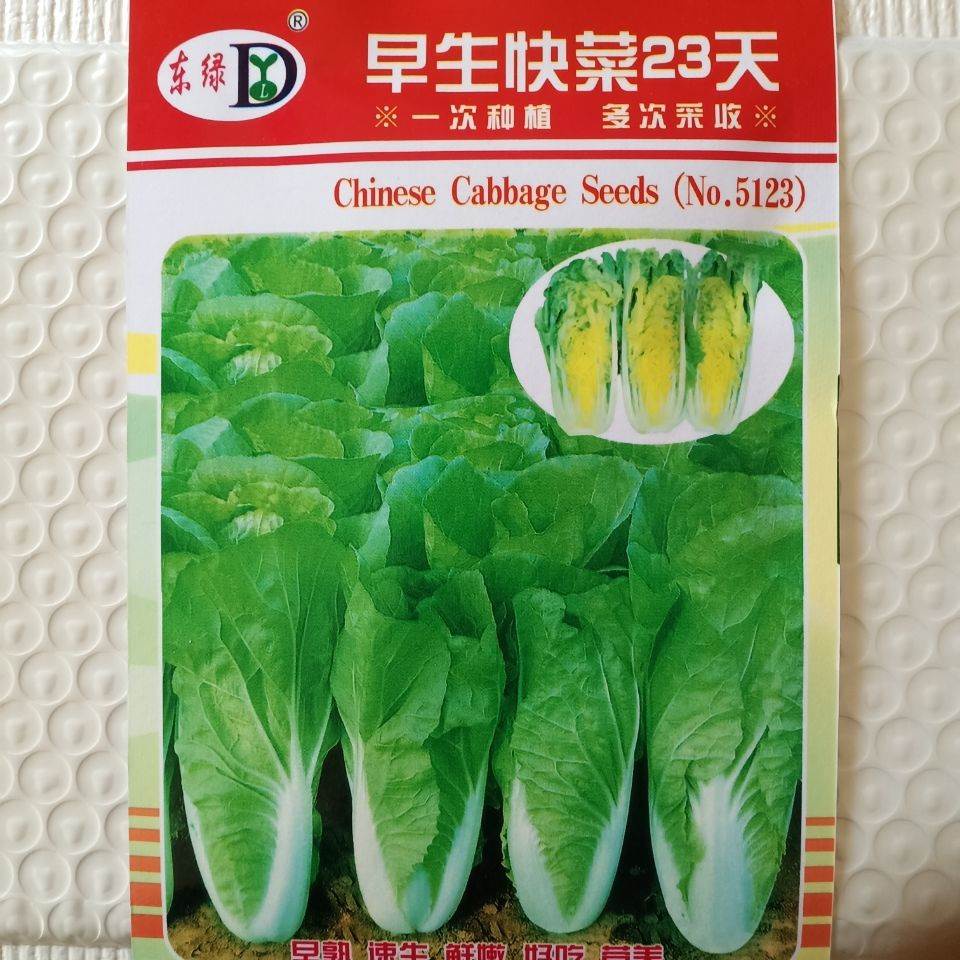 东绿
DYL
®
早生快菜23天
※一次种植 多次采收※
Chinese Cabbage Seeds (No.5123)
早熟 速生 鲜嫩 好吃 营养